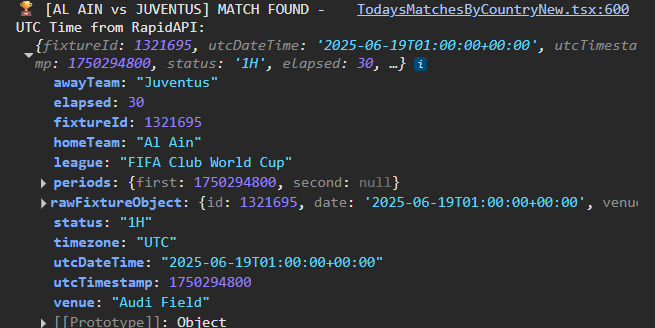 🏆 [AL AIN vs JUVENTUS] MATCH FOUND - TodaysMatchesByCountryNew.tsx:600
UTC Time from RapidAPI:
{fixtureId: 1321695, utcDateTime: '2025-06-19T01:00:00+00:00', utcTimesta
mp: 1750294800, status: '1H', elapsed: 30, …} i
awayTeam: "Juventus"
elapsed: 30
fixtureId: 1321695
homeTeam: "Al Ain"
league: "FIFA Club World Cup"
periods: {first: 1750294800, second: null}
rawFixtureObject: {id: 1321695, date: '2025-06-19T01:00:00+00:00', venue
status: "1H"
timezone: "UTC"
utcDateTime: "2025-06-19T01:00:00+00:00"
utcTimestamp: 1750294800
venue: "Audi Field"
[[Prototype]]: Object